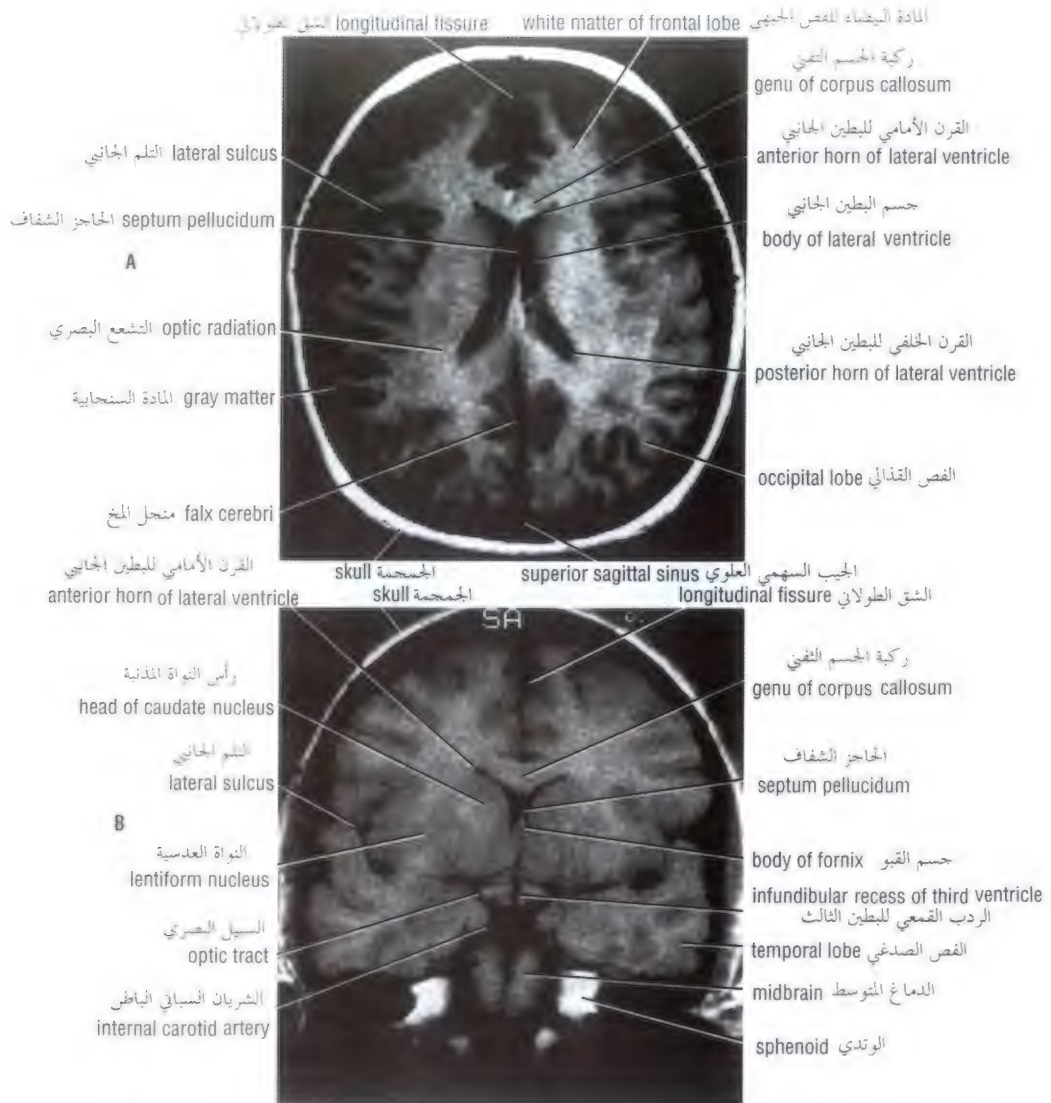 الشق الطولاني longitudinal fissure
المادة البيضاء للفص الجبهي white matter of frontal lobe
ركبة الجسم الثفني
genu of corpus callosum
القرن الأمامي للبطين الجانبي
anterior horn of lateral ventricle
التلم الجانبي lateral sulcus
جسم البطين الجانبي
body of lateral ventricle
الحاجز الشفاف septum pellucidum
A
التشعع البصري optic radiation
القرن الخلفي للبطين الجانبي
posterior horn of lateral ventricle
المادة السنجابية gray matter
occipital lobe الفص القذالي
منجل المخ falx cerebri
skull الجمجمة
superior sagittal sinus الجيب السهمي العلوي
القرن الأمامي للبطين الجانبي
anterior horn of lateral ventricle
skull الجمجمة
longitudinal fissure الشق الطولاني
SA
رأس النواة المذنبة
head of caudate nucleus
ركبة الجسم الثفني
genu of corpus callosum
التلم الجانبي
lateral sulcus
الحاجز الشفاف
septum pellucidum
B
النواة العدسية
lentiform nucleus
body of fornix جسم القبو
infundibular recess of third ventricle
الردب القمعي للبطين الثالث
السبيل البصري
optic tract
temporal lobe الفص الصدغي
الشريان السباتي الباطن
internal carotid artery
midbrain الدماغ المتوسط
sphenoid الوتدي